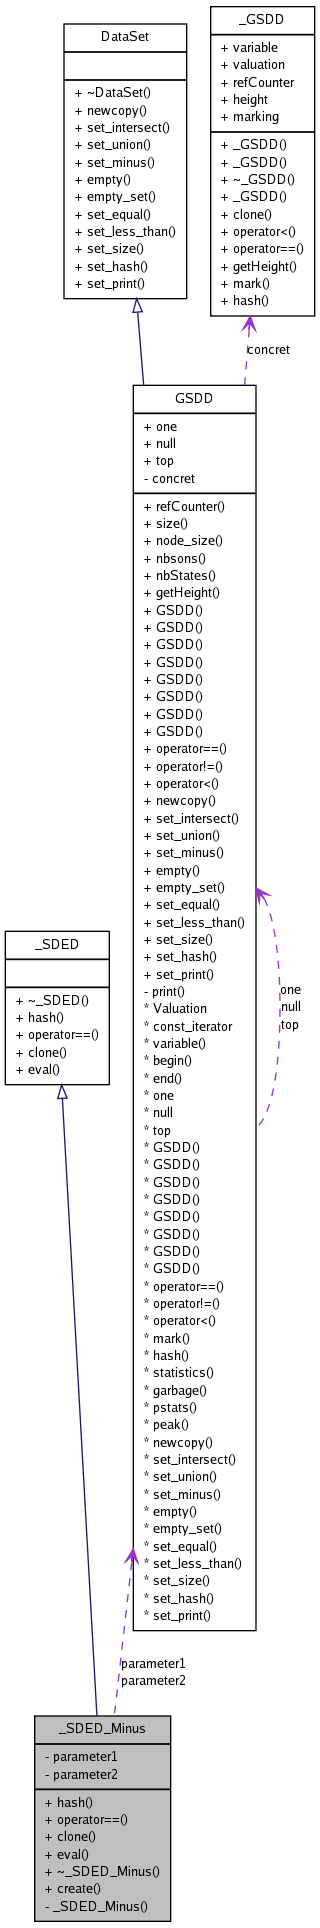 DataSet
+ ~DataSet()
+ newcopy()
+ set_intersect()
+ set_union()
+ set_minus()
+ empty()
+ empty_set()
+ set_equal()
+ set_less_than()
+ set_size()
+ set_hash()
+ set_print()
_GSDD
+ variable
+ valuation
+ refCounter
+ height
+ marking
+ _GSDD()
+ _GSDD()
+ ~_GSDD()
+ _GSDD()
+ clone()
+ operator<()
+ operator==()
+ getHeight()
+ mark()
+ hash()
concret
GSDD
+ one
+ null
+ top
- concret
+ refCounter()
+ size()
+ node_size()
+ nbsons()
+ nbStates()
+ getHeight()
+ GSDD()
+ GSDD()
+ GSDD()
+ GSDD()
+ GSDD()
+ GSDD()
+ GSDD()
+ GSDD()
+ operator==()
+ operator!=()
+ operator<()
+ newcopy()
+ set_intersect()
+ set_union()
+ set_minus()
+ empty()
+ empty_set()
+ set_equal()
+ set_less_than()
+ set_size()
+ set_hash()
+ set_print()
- print()
* Valuation
* const_iterator
* variable()
* begin()
* end()
* one
* null
* top
* GSDD()
* GSDD()
* GSDD()
* GSDD()
* GSDD()
* GSDD()
* GSDD()
* GSDD()
* operator==()
* operator!=()
* operator<()
* mark()
* hash()
* statistics()
* garbage()
* pstats()
* peak()
* newcopy()
* set_intersect()
* set_union()
* set_minus()
* empty()
* empty_set()
* set_equal()
* set_less_than()
* set_size()
* set_hash()
* set_print()
one
null
top
_SDED
+ ~_SDED()
+ hash()
+ operator==()
+ clone()
+ eval()
parameter1
parameter2
_SDED_Minus
- parameter1
- parameter2
+ hash()
+ operator==()
+ clone()
+ eval()
+ ~_SDED_Minus()
+ create()
- _SDED_Minus()